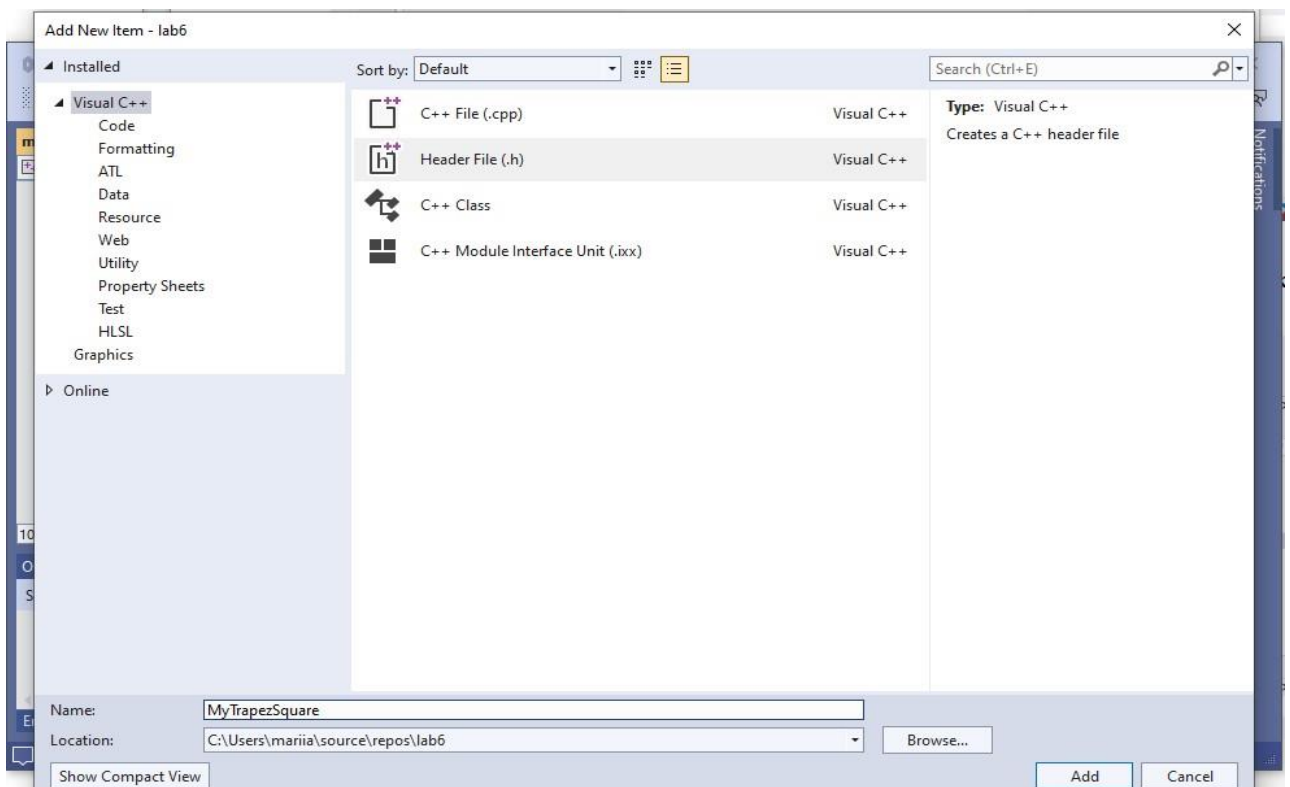 Add New Item - lab6
Installed
Sort by: Default
Search (Ctrl+E)
Visual C++
Code
Formatting
ATL
Data
Resource
Web
Utility
Property Sheets
Test
HLSL
Graphics
Online
C++ File (.cpp) Visual C++
Header File (.h) Visual C++
C++ Class Visual C++
C++ Module Interface Unit (.ixx) Visual C++
Type: Visual C++
Creates a C++ header file
Notifications
10
Name: MyTrapezSquare
Location: C:\Users\mariia\source\repos\lab6
Browse...
Show Compact View
Add Cancel